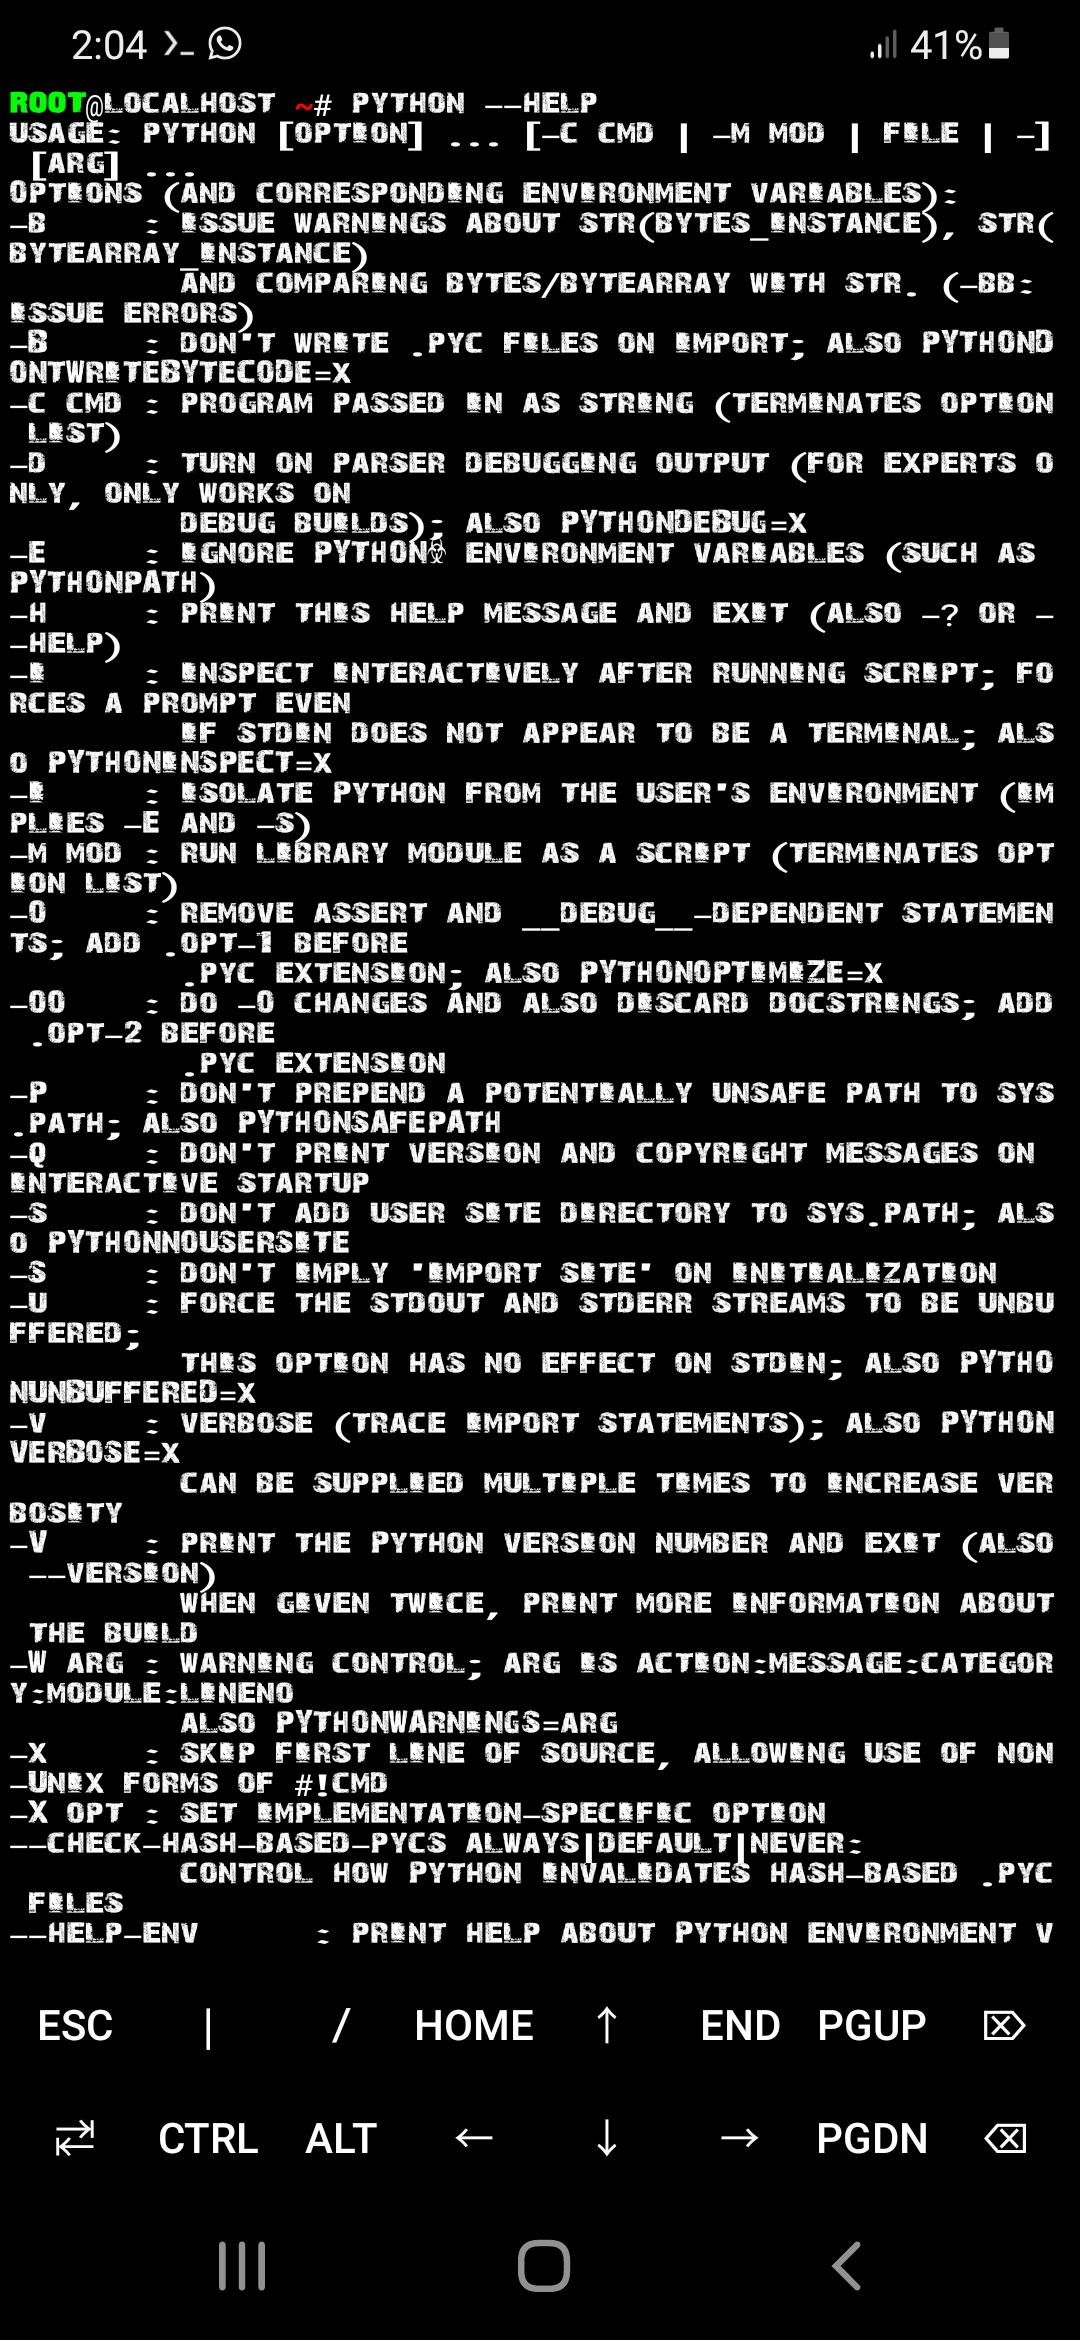 2:04 41%
ROOT@LOCALHOST ~# PYTHON --HELP
USAGE: PYTHON [OPTION] ... [-C CMD | -M MOD | FILE | -]
[ARG] ...
OPTIONS (AND CORRESPONDING ENVIRONMENT VARIABLES):
-B : ISSUE WARNINGS ABOUT STR(BYTES_INSTANCE), STR(
BYTEARRAY_INSTANCE)
AND COMPARING BYTES/BYTEARRAY WITH STR. (-BB:
ISSUE ERRORS)
-B : DON'T WRITE .PYC FILES ON IMPORT; ALSO PYTHOND
ONTWRITEBYTECODE=X
-C CMD : PROGRAM PASSED IN AS STRING (TERMINATES OPTION
LIST)
-D : TURN ON PARSER DEBUGGING OUTPUT (FOR EXPERTS O
NLY, ONLY WORKS ON
DEBUG BUILDS); ALSO PYTHONDEBUG=X
-E : IGNORE PYTHON☣ ENVIRONMENT VARIABLES (SUCH AS
PYTHONPATH)
-H : PRINT THIS HELP MESSAGE AND EXIT (ALSO -? OR -
-HELP)
-I : INSPECT INTERACTIVELY AFTER RUNNING SCRIPT; FO
RCES A PROMPT EVEN
IF STDIN DOES NOT APPEAR TO BE A TERMINAL; ALS
O PYTHONINSPECT=X
-I : ISOLATE PYTHON FROM THE USER'S ENVIRONMENT (IM
PLIES -E AND -S)
-M MOD : RUN LIBRARY MODULE AS A SCRIPT (TERMINATES OPT
ION LIST)
-O : REMOVE ASSERT AND __DEBUG__-DEPENDENT STATEMEN
TS; ADD .OPT-1 BEFORE
.PYC EXTENSION; ALSO PYTHONOPTIMIZE=X
-OO : DO -O CHANGES AND ALSO DISCARD DOCSTRINGS; ADD
.OPT-2 BEFORE
.PYC EXTENSION
-P : DON'T PREPEND A POTENTIALLY UNSAFE PATH TO SYS
.PATH; ALSO PYTHONSAFEPATH
-Q : DON'T PRINT VERSION AND COPYRIGHT MESSAGES ON
INTERACTIVE STARTUP
-S : DON'T ADD USER SITE DIRECTORY TO SYS.PATH; ALS
O PYTHONNOUSERSITE
-S : DON'T IMPLY 'IMPORT SITE' ON INITIALIZATION
-U : FORCE THE STDOUT AND STDERR STREAMS TO BE UNBU
FFERED;
THIS OPTION HAS NO EFFECT ON STDIN; ALSO PYTHO
NUNBUFFERED=X
-V : VERBOSE (TRACE IMPORT STATEMENTS); ALSO PYTHON
VERBOSE=X
CAN BE SUPPLIED MULTIPLE TIMES TO INCREASE VER
BOSITY
-V : PRINT THE PYTHON VERSION NUMBER AND EXIT (ALSO
--VERSION)
WHEN GIVEN TWICE, PRINT MORE INFORMATION ABOUT
THE BUILD
-W ARG : WARNING CONTROL; ARG IS ACTION:MESSAGE:CATEGOR
Y:MODULE:LINENO
ALSO PYTHONWARNINGS=ARG
-X : SKIP FIRST LINE OF SOURCE, ALLOWING USE OF NON
-UNIX FORMS OF #!CMD
-X OPT : SET IMPLEMENTATION-SPECIFIC OPTION
--CHECK-HASH-BASED-PYCS ALWAYS|DEFAULT|NEVER:
CONTROL HOW PYTHON INVALIDATES HASH-BASED .PYC
FILES
--HELP-ENV : PRINT HELP ABOUT PYTHON ENVIRONMENT V
ESC | / HOME ↑ END PGUP
CTRL ALT ← ↓ → PGDN